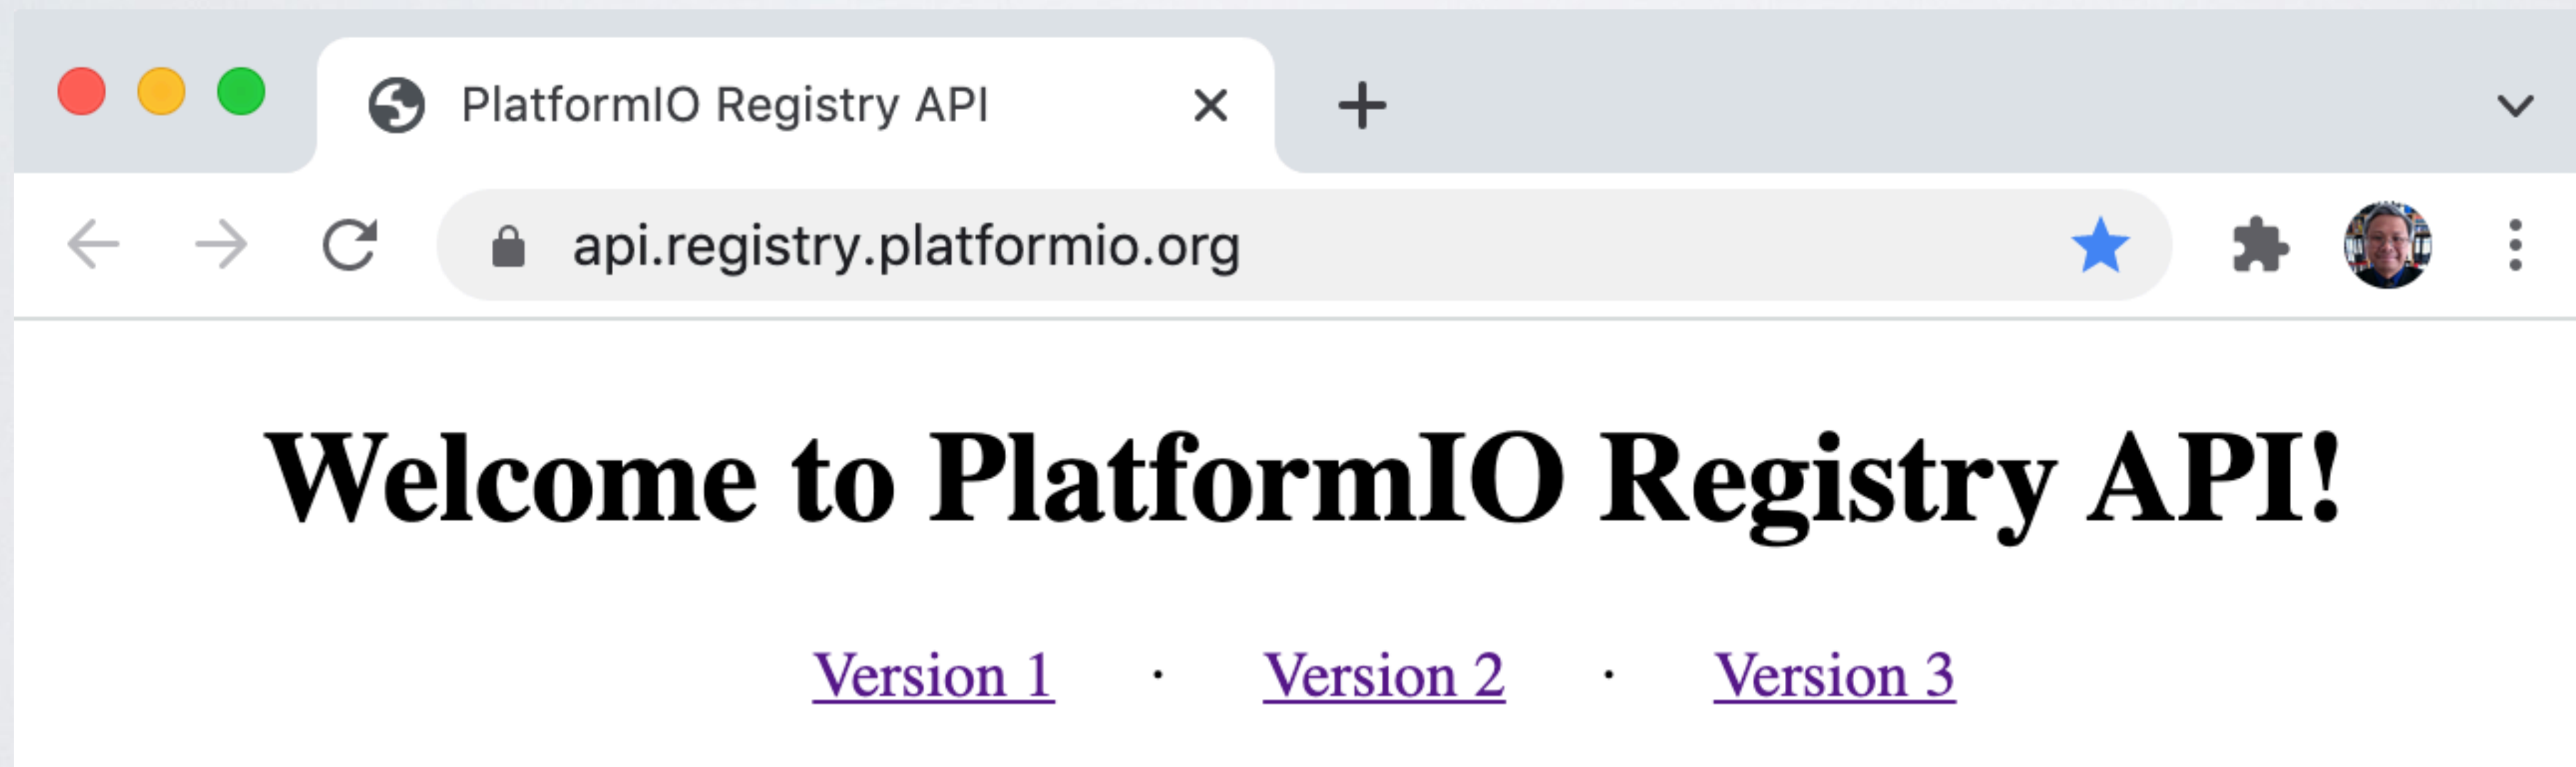 PlatformIO Registry API
api.registry.platformio.org
Welcome to PlatformIO Registry API!
Version 1 · Version 2 · Version 3